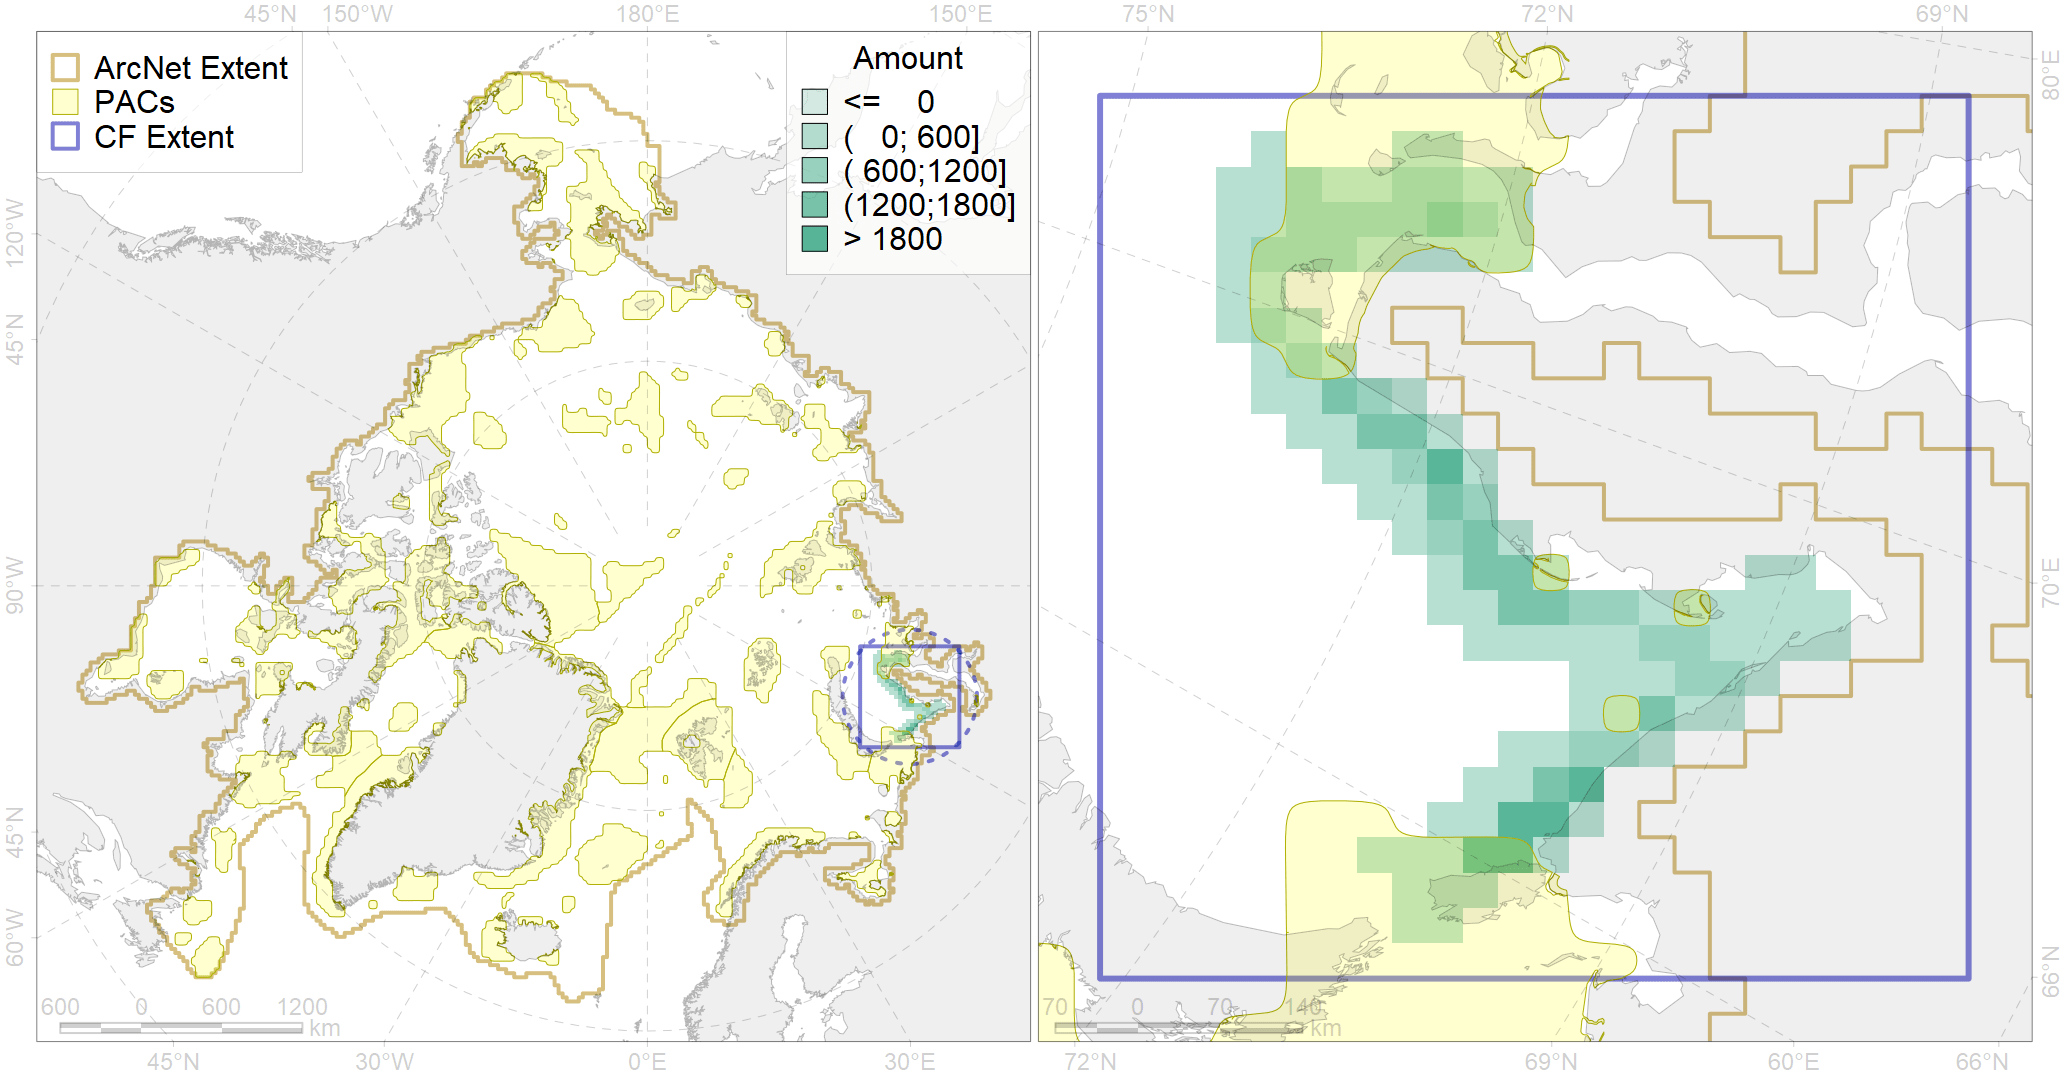 45°N 150°W 180°E 150°E 75°N 72°N 69°N
ArcNet Extent
PACs
CF Extent
Amount
<= 0
( 0; 600]
( 600;1200]
(1200;1800]
> 1800
120°W
45°N
90°W
45°N
60°W
80°E
70°E
66°N
600 0 600 1200
km
70 0 70 140
km
45°W 30°W 0°E 30°E 72°N 69°N 60°E 66°N